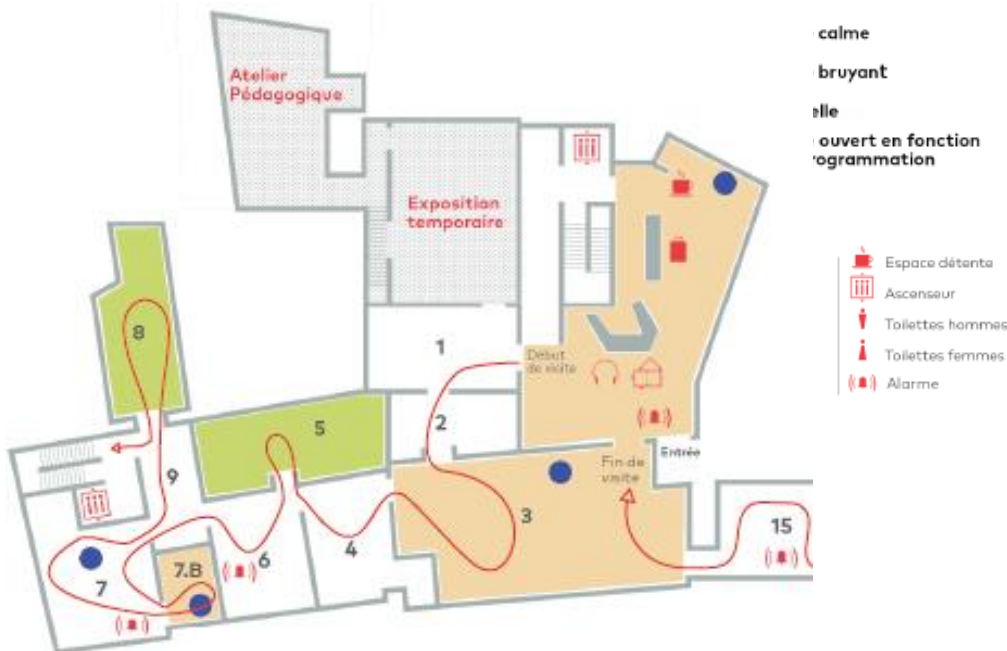 calme
bruyant
elle
ouvert en fonction
rogrammation
Atelier
Pédagogique
Exposition
temporaire
8
1
Début
de visite
2
5
Entrée
Fin de
visite
9
3
15
4
6
7.B
7
Espace détente
Ascenseur
Toilettes hommes
Toilettes femmes
Alarme